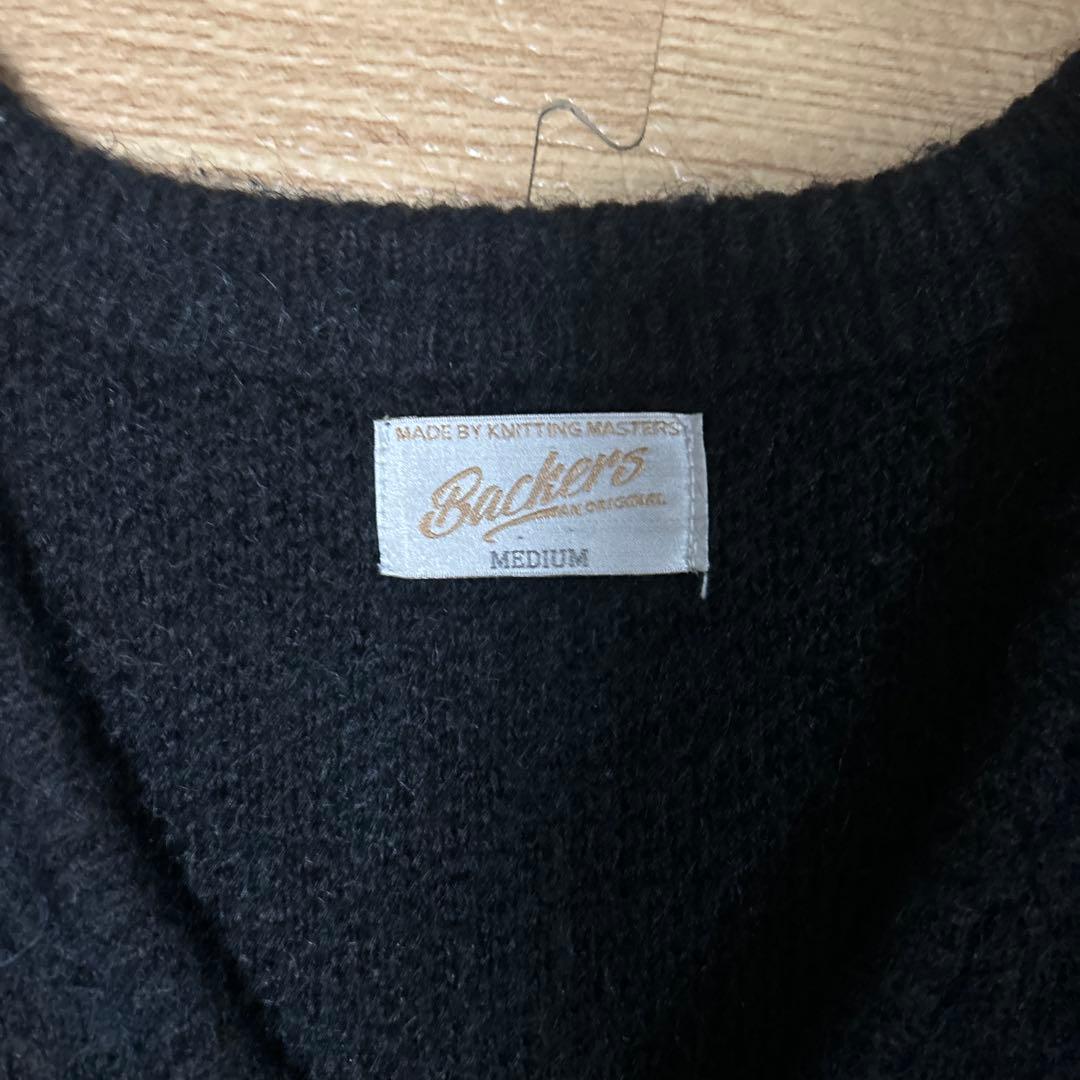 MADE BY KNITTING MASTERS
Backers
ORIGINAL
MEDIUM